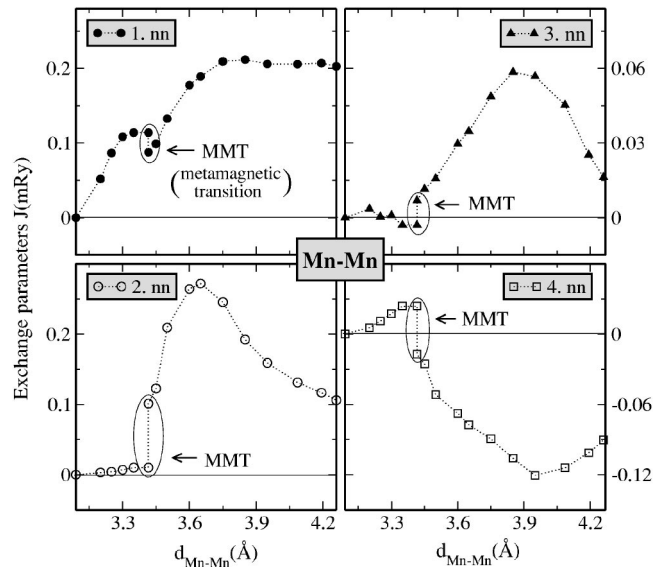 1. nn
3. nn
0.2
0.1
0
MMT
(metamagnetic
transition)
0.06
0.03
0
MMT
Exchange parameters J(mRy)
Mn-Mn
2. nn
4. nn
0.2
0.1
0
MMT
0
-0.06
-0.12
MMT
3.3 3.6 3.9 4.2
3.3 3.6 3.9 4.2
d Mn-Mn (Å)
d Mn-Mn (Å)